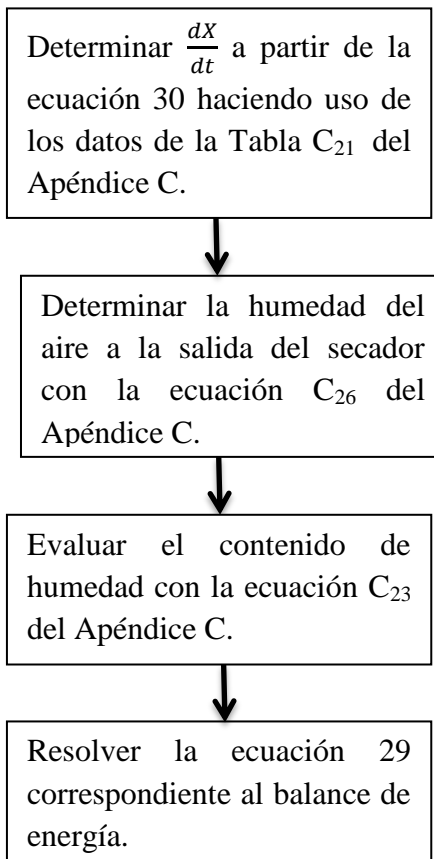 Determinar dX/dt a partir de la
ecuación 30 haciendo uso de
los datos de la Tabla C₂₁ del
Apéndice C.
Determinar la humedad del
aire a la salida del secador
con la ecuación C₂₆ del
Apéndice C.
Evaluar el contenido de
humedad con la ecuación C₂₃
del Apéndice C.
Resolver la ecuación 29
correspondiente al balance de
energía.